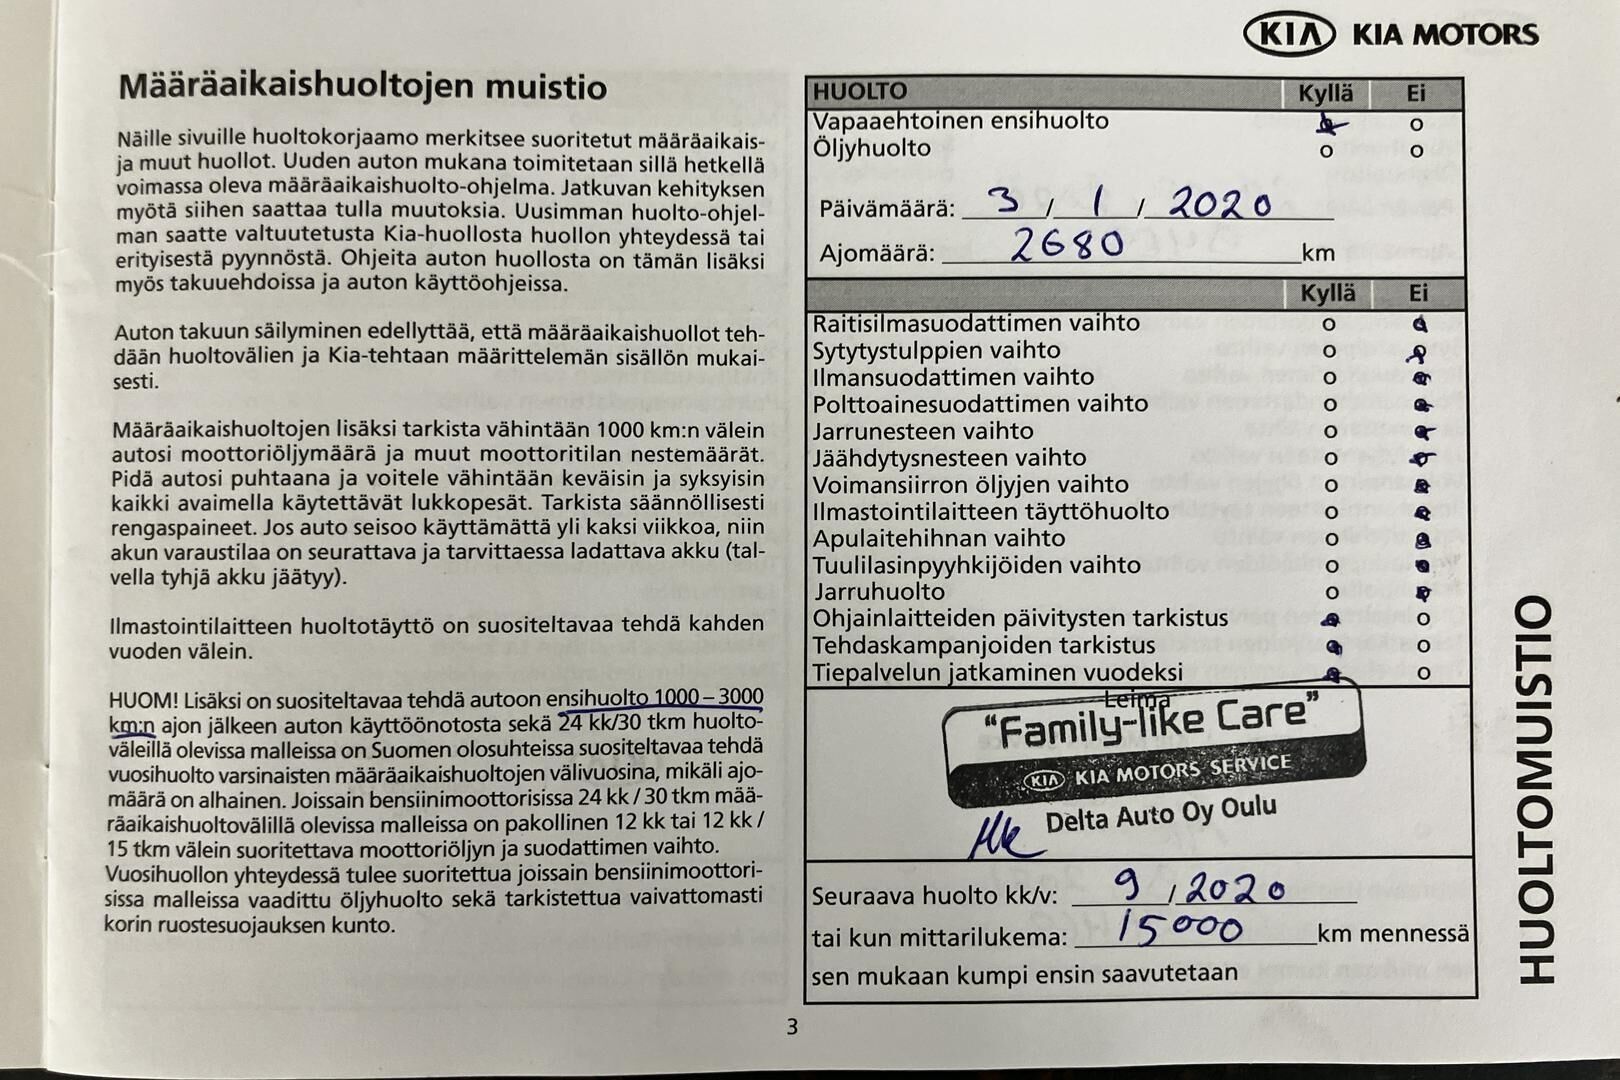 KIA KIA MOTORS
Määräaikaishuoltojen muistio
Näille sivuille huoltokorjaamo merkitsee suoritetut määräaikais-
ja muut huollot. Uuden auton mukana toimitetaan sillä hetkellä
voimassa oleva määräaikaishuolto-ohjelma. Jatkuvan kehityksen
myötä siihen saattaa tulla muutoksia. Uusimman huolto-ohjel-
man saatte valtuutetusta Kia-huollosta huollon yhteydessä tai
erityisestä pyynnöstä. Ohjeita auton huollosta on tämän lisäksi
myös takuuehdoissa ja auton käyttöohjeissa.
Auton takuun säilyminen edellyttää, että määräaikaishuollot teh-
dään huoltovälien ja Kia-tehtaan määrittelemän sisällön mukai-
sesti.
Määräaikaishuoltojen lisäksi tarkista vähintään 1000 km:n välein
autosi moottoriöljymäärä ja muut moottoritilan nestemäärät.
Pidä autosi puhtaana ja voitele vähintään keväisin ja syksyisin
kaikki avaimella käytettävät lukkopesät. Tarkista säännöllisesti
rengaspaineet. Jos auto seisoo käyttämättä yli kaksi viikkoa, niin
akun varaustilaa on seurattava ja tarvittaessa ladattava akku (tal-
vella tyhjä akku jäätyy).
Ilmastointilaitteen huoltotäyttö on suositeltavaa tehdä kahden
vuoden välein.
HUOM! Lisäksi on suositeltavaa tehdä autoon ensihuolto 1000 – 3000
km:n ajon jälkeen auton käyttöönotosta sekä 24 kk/30 tkm huolto-
väleillä olevissa malleissa on Suomen olosuhteissa suositeltavaa tehdä
vuosihuolto varsinaisten määräaikaishuoltojen välivuosina, mikäli ajo-
määrä on alhainen. Joissain bensiinimoottorisissa 24 kk / 30 tkm mää-
räaikaishuoltovälillä olevissa malleissa on pakollinen 12 kk tai 12 kk /
15 tkm välein suoritettava moottoriöljyn ja suodattimen vaihto.
Vuosihuollon yhteydessä tulee suoritettua joissain bensiinimoottori-
sissa malleissa vaadittu öljyhuolto sekä tarkistettua vaivattomasti
korin ruostesuojauksen kunto.
HUOLTO Kyllä Ei
Vapaaehtoinen ensihuolto o
Öljyhuolto o o
Päivämäärä: 3 / 1 / 2020
Ajomäärä: 2680 km
Kyllä Ei
Raitisilmasuodattimen vaihto o
Sytytystulppien vaihto o
Ilmansuodattimen vaihto o
Polttoainesuodattimen vaihto o
Jarrunesteen vaihto o
Jäähdytysnesteen vaihto o
Voimansiirron öljyjen vaihto o
Ilmastointilaitteen täyttöhuolto o
Apulaitehihnan vaihto o
Tuulilasinpyyhkijöiden vaihto o
Jarruhuolto o
Ohjainlaitteiden päivitysten tarkistus o
Tehdaskampanjoiden tarkistus o
Tiepalvelun jatkaminen vuodeksi o
Leima
"Family-like Care"
KIA KIA MOTORS SERVICE
Delta Auto Oy Oulu
Seuraava huolto kk/v: 9 / 2020
tai kun mittarilukema: 15000 km mennessä
sen mukaan kumpi ensin saavutetaan
HUOLTOMUISTIO
3